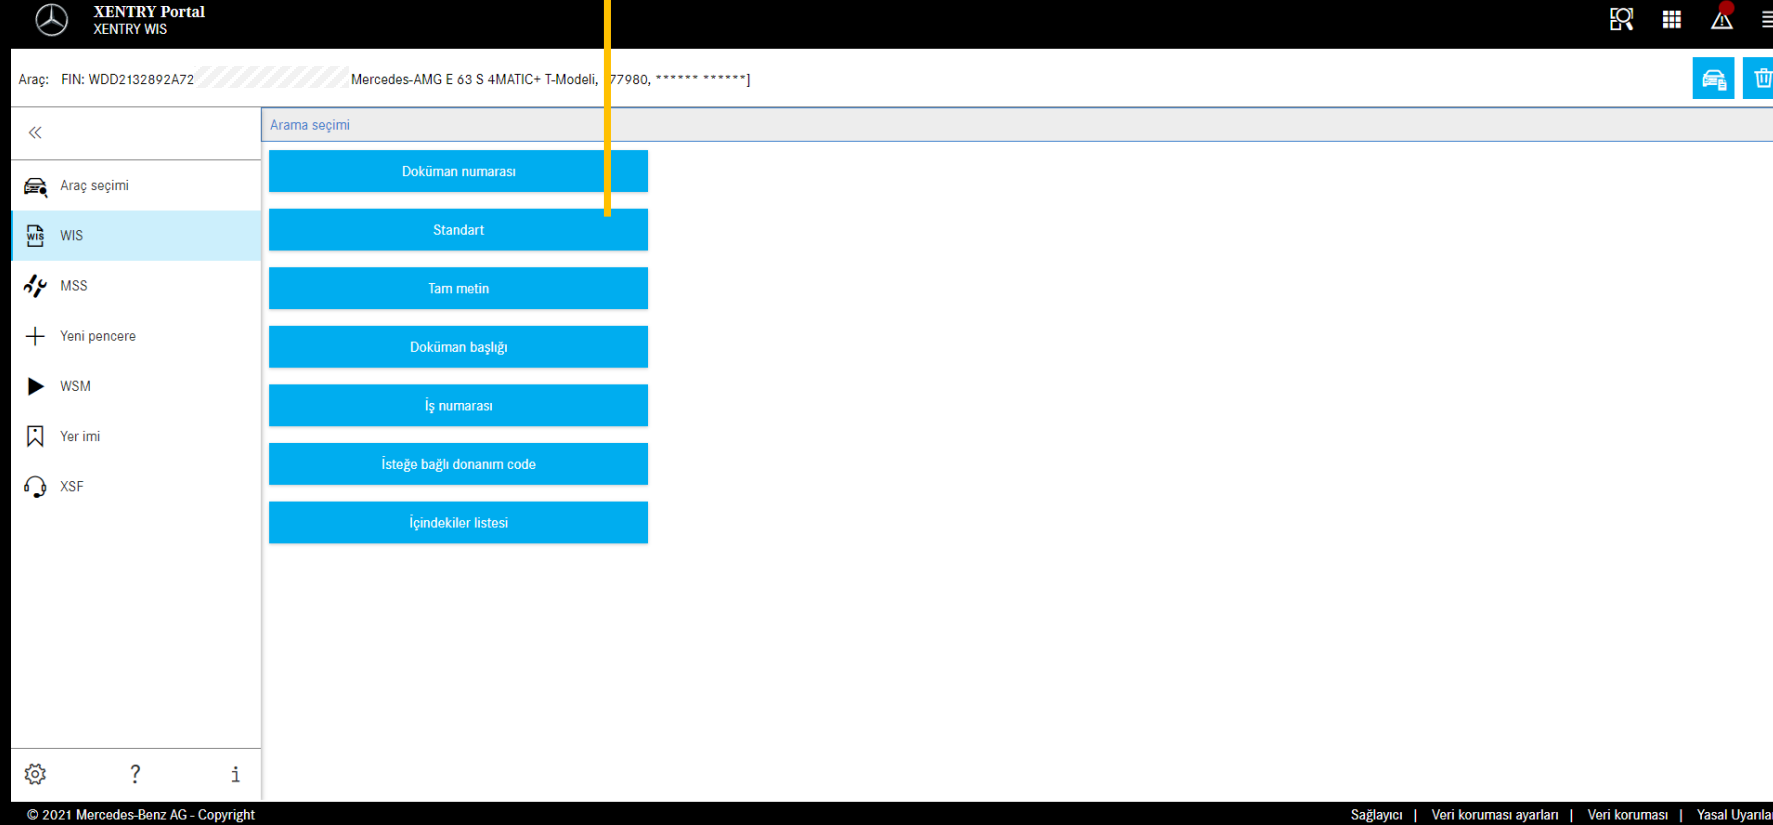 XENTRY Portal
XENTRY WIS
Araç: FIN: WDD2132892A72 Mercedes-AMG E 63 S 4MATIC+ T-Modeli, 77980, ****** ******]
Arama seçimi
Doküman numarası
Araç seçimi
Standart
WIS
WIS
Tam metin
MSS
Yeni pencere
Doküman başlığı
WSM
İş numarası
Yer imi
İsteğe bağlı donanım code
XSF
İçindekiler listesi
? i
© 2021 Mercedes-Benz AG - Copyright
Sağlayıcı | Veri koruması ayarları | Veri koruması | Yasal Uyarılar